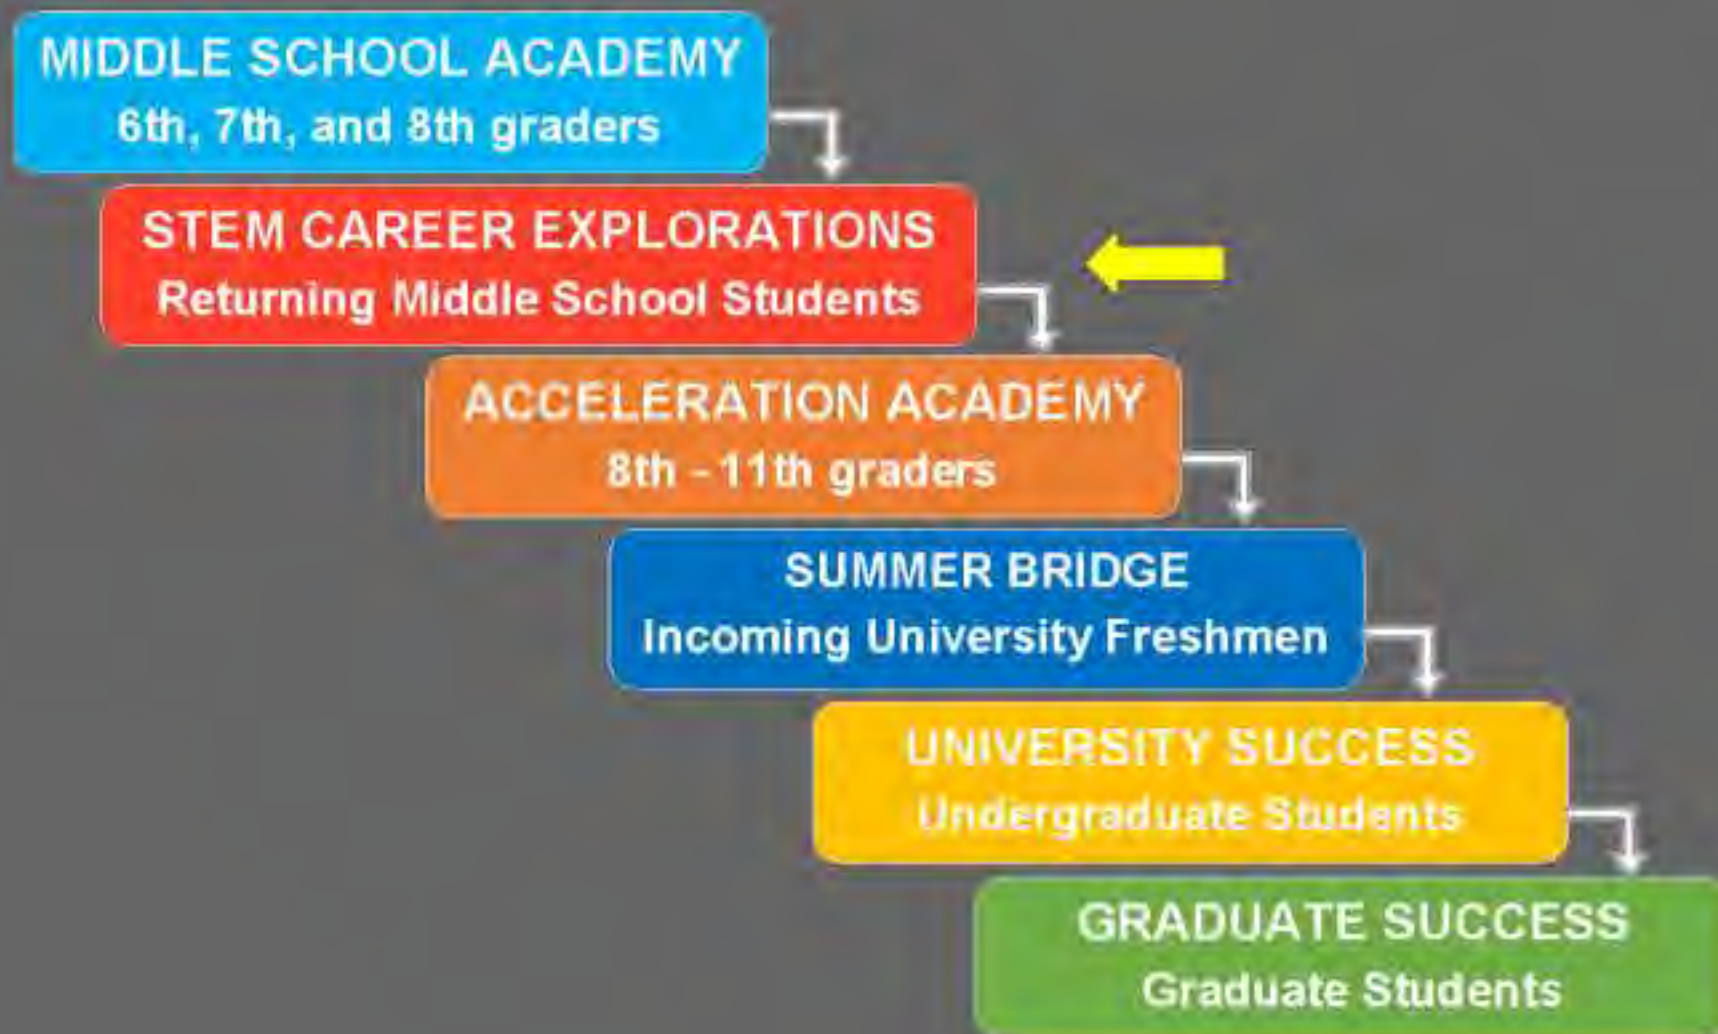 MIDDLE SCHOOL ACADEMY
6th, 7th, and 8th graders
STEM CAREER EXPLORATIONS
Returning Middle School Students
ACCELERATION ACADEMY
8th - 11th graders
SUMMER BRIDGE
Incoming University Freshmen
UNIVERSITY SUCCESS
Undergraduate Students
GRADUATE SUCCESS
Graduate Students